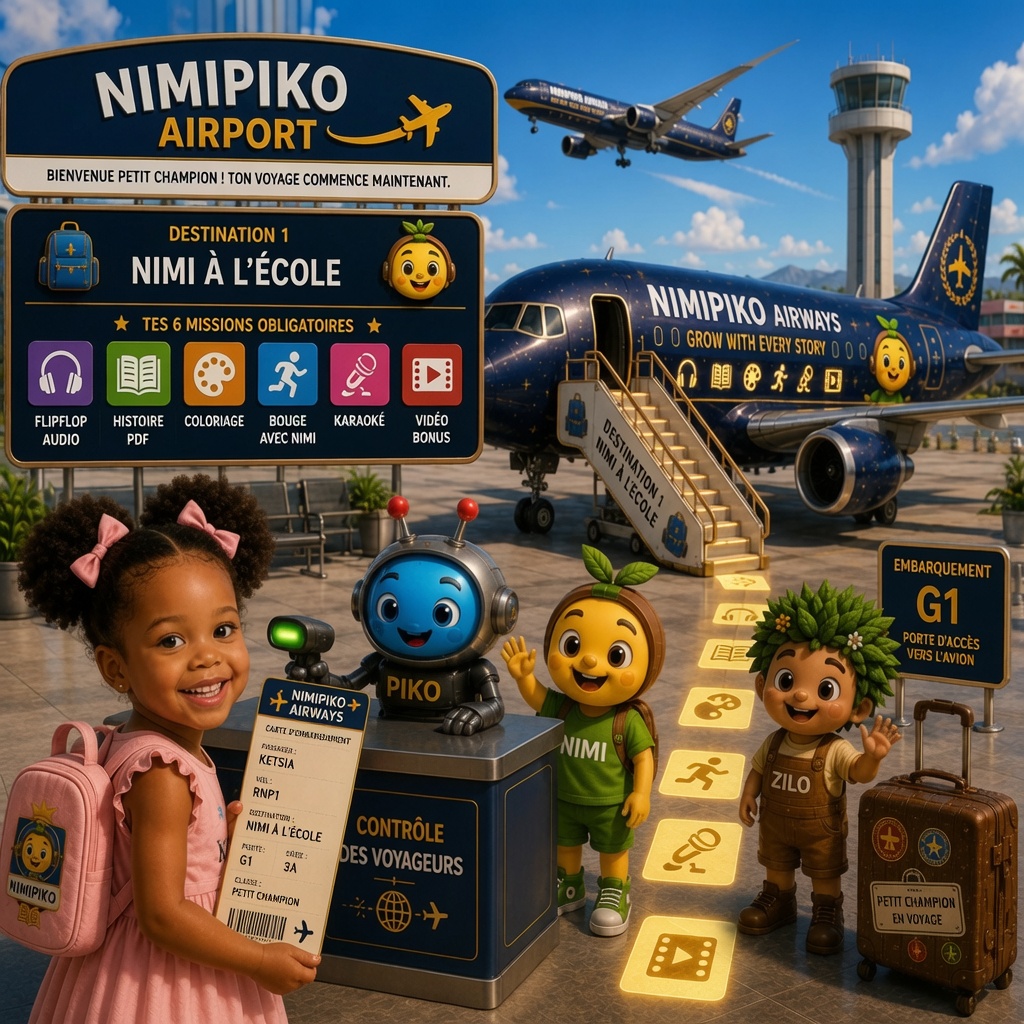 NIMIPIKO
AIRPORT
BIENVENUE PETIT CHAMPION ! TON VOYAGE COMMENCE MAINTENANT.
DESTINATION 1
NIMI À L'ÉCOLE
TES 6 MISSIONS OBLIGATOIRES
FLIPFLOP
AUDIO
HISTOIRE
PDF
COLORIAGE
BOUGE
AVEC NIMI
KARAOKÉ
VIDÉO
BONUS
NIMIPIKO AIRWAYS
GROW WITH EVERY STORY
DESTINATION 1
NIMI À L'ÉCOLE
EMBARQUEMENT
G1
PORTE D'ACCÈS
VERS L'AVION
PIKO
NIMI
ZILO
NIMIPIKO
AIRWAYS
KETSIA
RNP1
NIMI À L'ÉCOLE
G1 3A
PETIT CHAMPION
CONTRÔLE
DES VOYAGEURS
NIMIPIKO
PETIT CHAMPION
EN VOYAGE